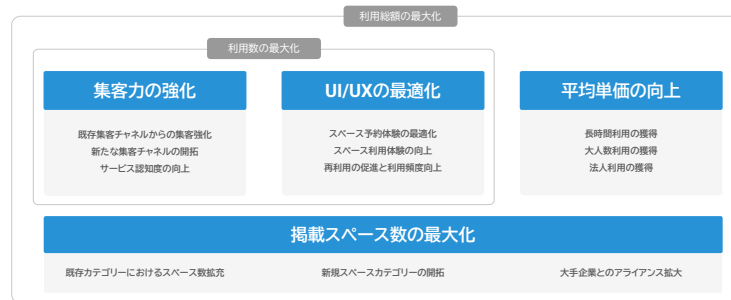 利用総額の最大化
利用数の最大化
集客力の強化
既存集客チャネルからの集客強化
新たな集客チャネルの開拓
サービス認知度の向上
UI/UXの最適化
スペース予約体験の最適化
スペース利用体験の向上
再利用の促進と利用頻度向上
平均単価の向上
長時間利用の獲得
大人数利用の獲得
法人利用の獲得
掲載スペース数の最大化
既存カテゴリーにおけるスペース数拡充
新規スペースカテゴリーの開拓
大手企業とのアライアンス拡大